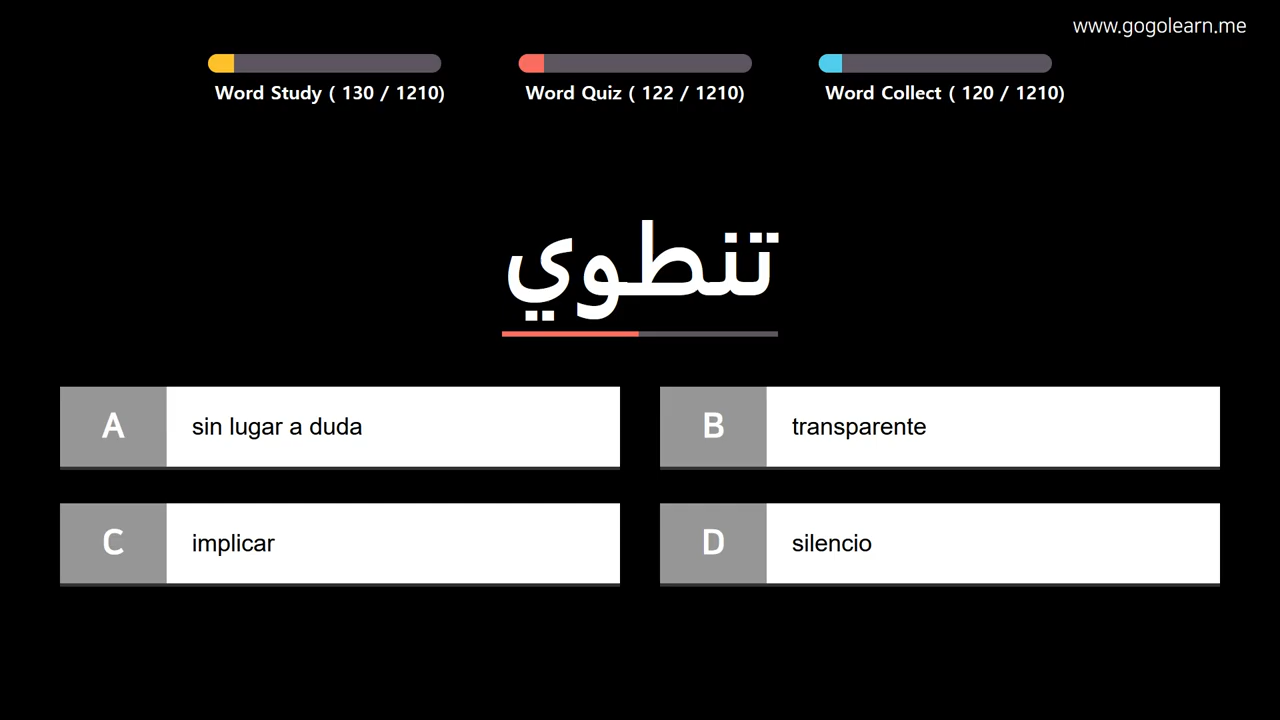 www.gogolearn.me
Word Study ( 130 / 1210)
Word Quiz ( 122 / 1210)
Word Collect ( 120 / 1210)
تنطوي
A sin lugar a duda
B transparente
C implicar
D silencio